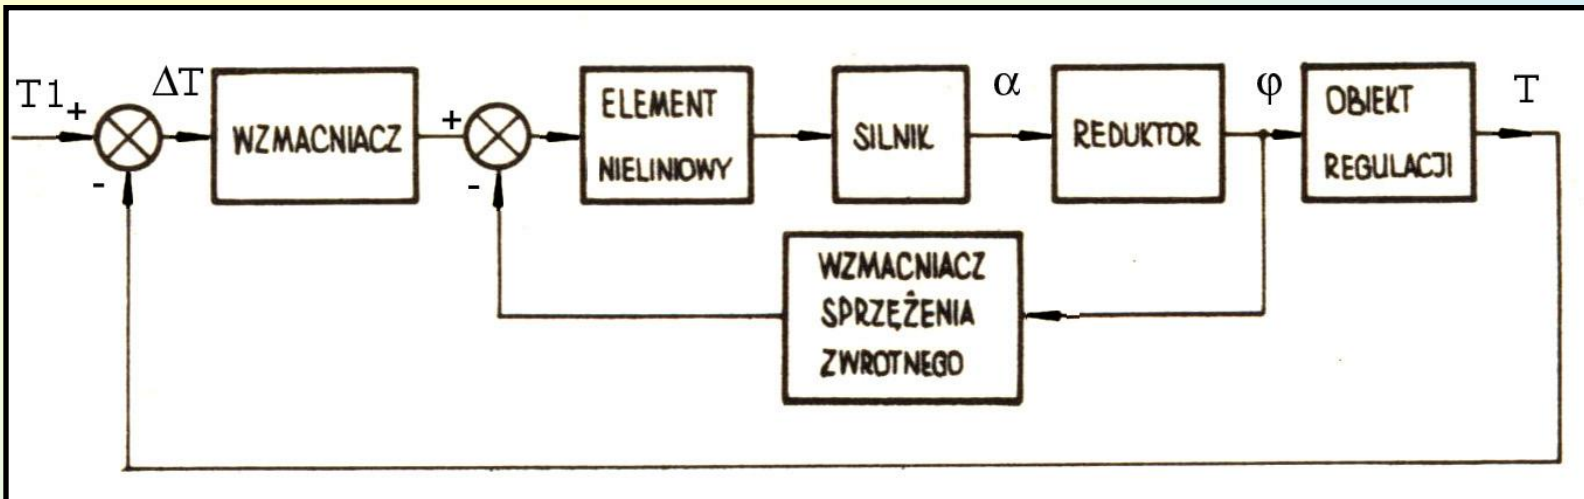 T1
+
-
ΔT
WZMACNIACZ
+
-
ELEMENT
NIELINIOWY
SILNIK
α
REDUKTOR
φ
OBIEKT
REGULACJI
T
WZMACNIACZ
SPRZĘŻENIA
ZWROTNEGO